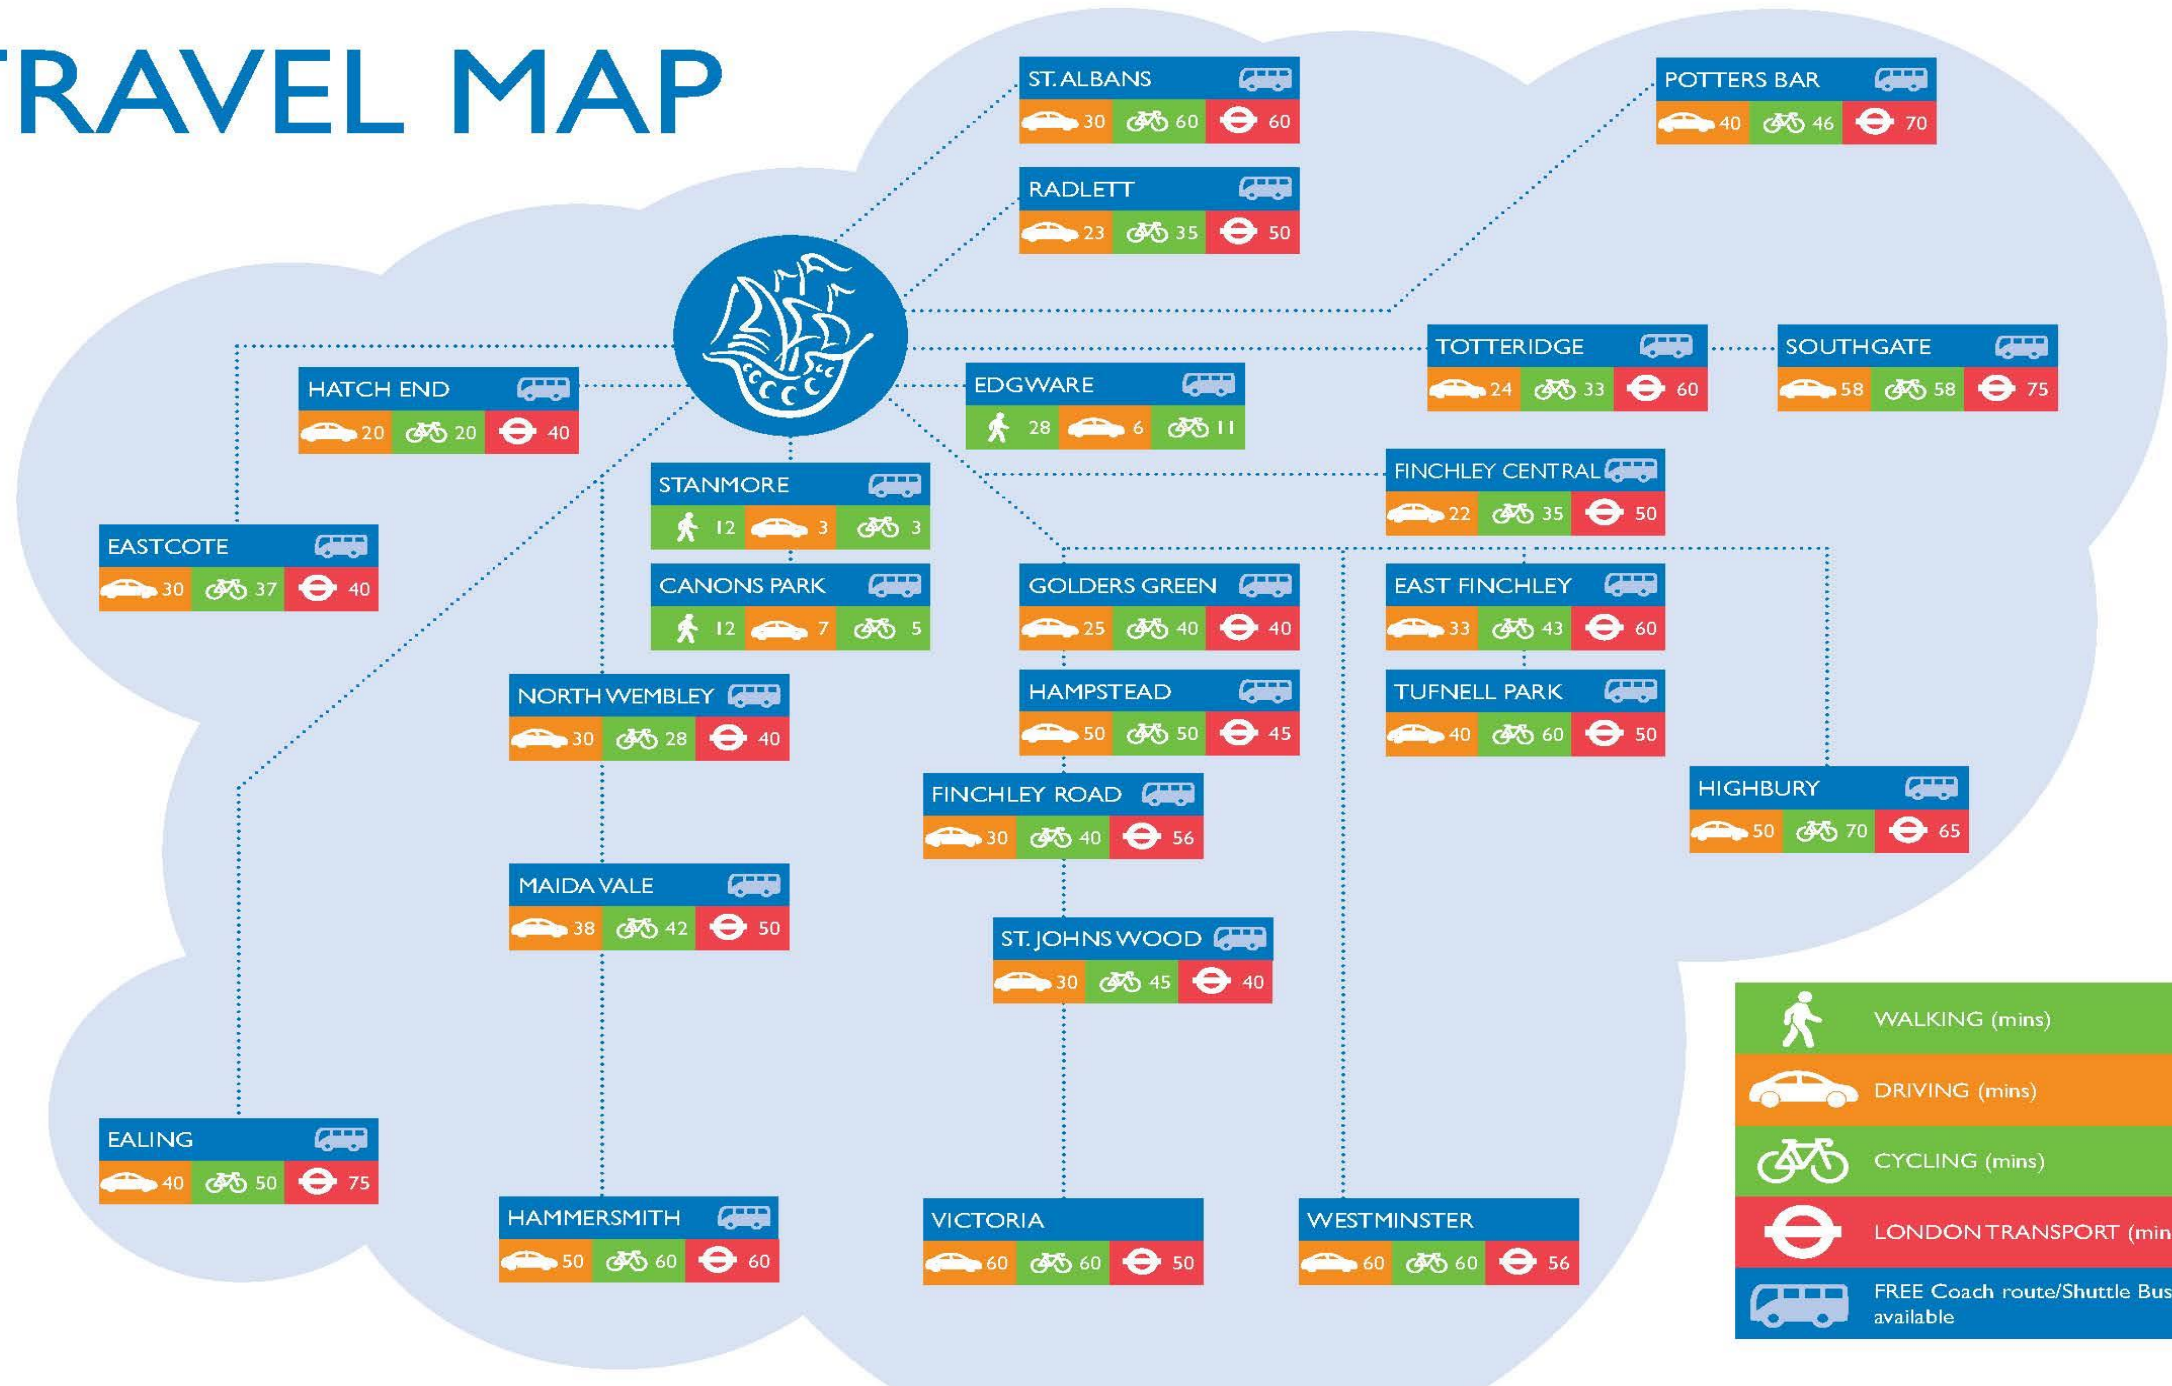 TRAVEL MAP
ST. ALBANS
30 60 60
POTTERS BAR
40 46 70
RADLETT
23 35 50
TOTTERIDGE
24 33 60
SOUTHGATE
58 58 75
HATCH END
20 20 40
EDGWARE
28 6 11
FINCHLEY CENTRAL
22 35 50
STANMORE
12 3 3
EASTCOTE
30 37 40
CANONS PARK
12 7 5
GOLDERS GREEN
25 40 40
EAST FINCHLEY
33 43 60
NORTH WEMBLEY
30 28 40
HAMPSTEAD
50 50 45
TUFNELL PARK
40 60 50
FINCHLEY ROAD
30 40 56
HIGHBURY
50 70 65
MAIDA VALE
38 42 50
ST. JOHNS WOOD
30 45 40
EALING
40 50 75
HAMMERSMITH
50 60 60
VICTORIA
60 60 50
WESTMINSTER
60 60 56
WALKING (mins)
DRIVING (mins)
CYCLING (mins)
LONDON TRANSPORT (min
FREE Coach route/Shuttle Bus
available